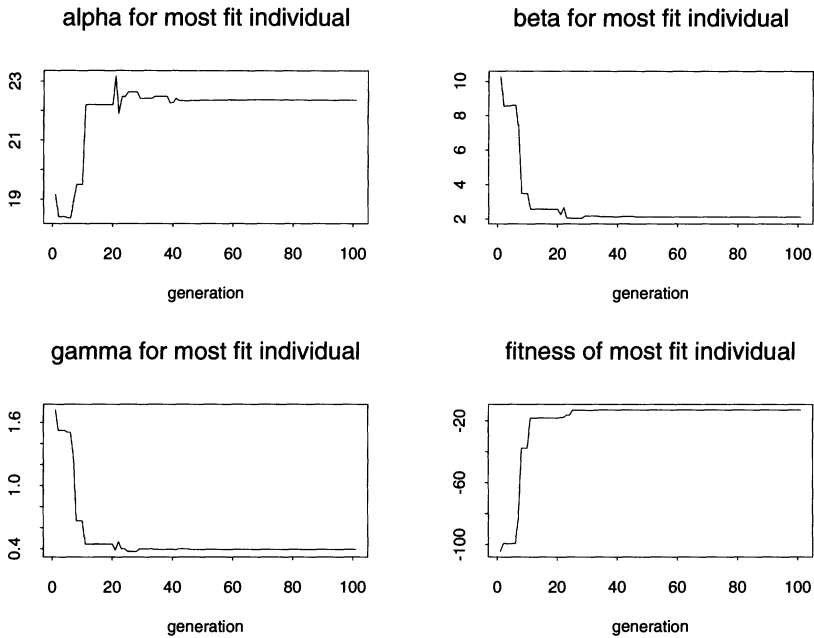 alpha for most fit individual
23
21
19
0 20 40 60 80 100
generation
beta for most fit individual
10
8
6
4
2
0 20 40 60 80 100
generation
gamma for most fit individual
1.6
1.0
0.4
0 20 40 60 80 100
generation
fitness of most fit individual
-20
-60
-100
0 20 40 60 80 100
generation